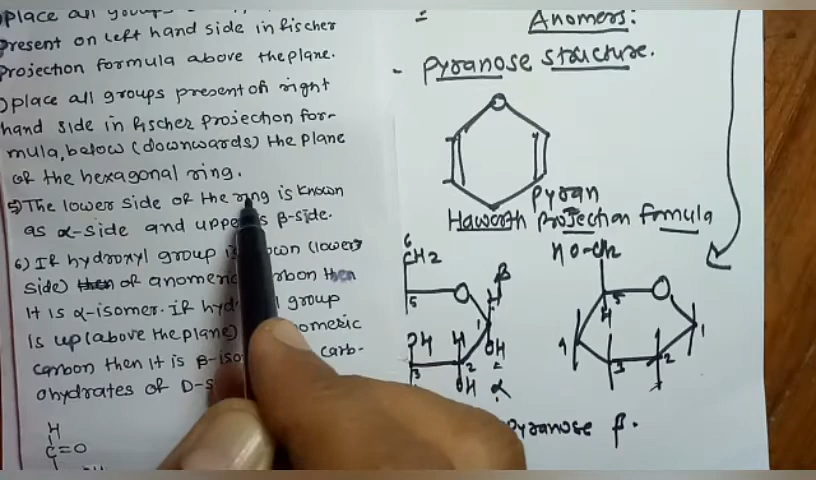 )place all groups
Present on left hand side in fischer
Projection formula above the plane.
)place all groups present on right
hand side in fischer projection for-
mula, below (downwards) the plane
of the hexagonal ring.
5)The lower side of the ring is known
as α-side and upper is β-side.
6) If hydroxyl group is down (lower
side) of anomeric carbon then
It is α-isomer. If hyd group
is up (above the plane) anomeric
carbon then it is β-iso carb-
ohydrates of D-S
H
C=O
Anomers:
- Pyranose structure.
O
Pyran
Haworth Projection formula
6
CH2
5
O
β
H
1
OH
α
OH
H
2
3
OH
HO-CH2
5
O
H
4
1
3
2
Pyranose β.